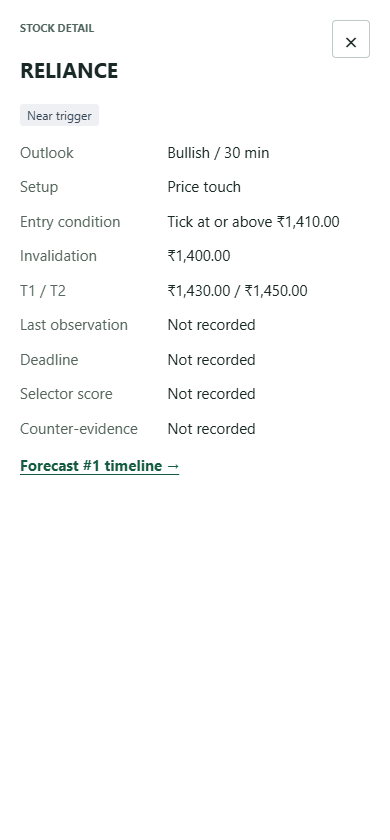 STOCK DETAIL
×
RELIANCE
Near trigger
Outlook Bullish / 30 min
Setup Price touch
Entry condition Tick at or above ₹1,410.00
Invalidation ₹1,400.00
T1 / T2 ₹1,430.00 / ₹1,450.00
Last observation Not recorded
Deadline Not recorded
Selector score Not recorded
Counter-evidence Not recorded
Forecast #1 timeline →